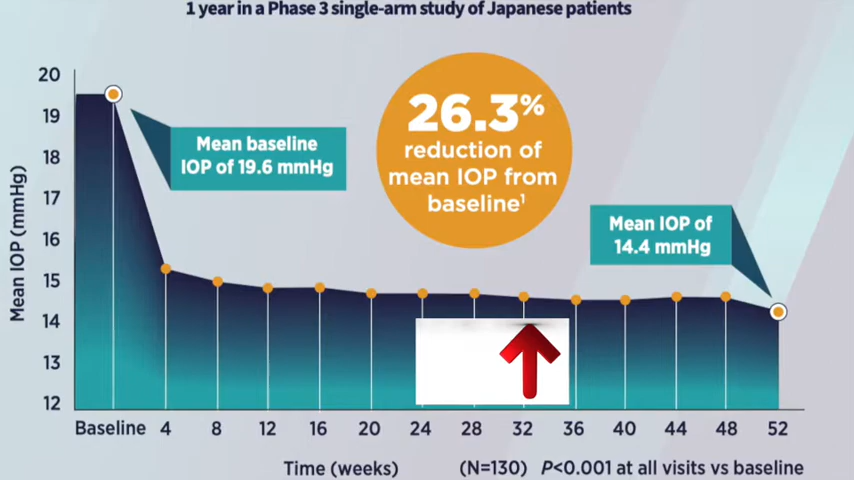 1 year in a Phase 3 single-arm study of Japanese patients
26.3%
reduction of
mean IOP from
baseline1
Mean baseline
IOP of 19.6 mmHg
Mean IOP of
14.4 mmHg
Mean IOP (mmHg)
20
19
18
17
16
15
14
13
12
Baseline 4 8 12 16 20 24 28 32 36 40 44 48 52
Time (weeks) (N=130) P<0.001 at all visits vs baseline